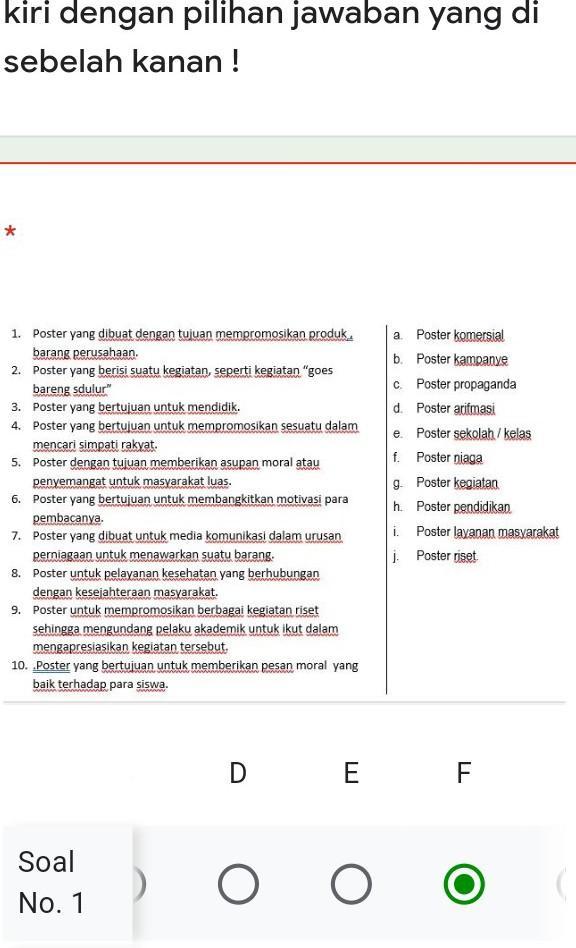 kiri dengan pilihan jawaban yang di
sebelah kanan !
*
1. Poster yang dibuat dengan tujuan mempromosikan produk ,
barang perusahaan.
2. Poster yang berisi suatu kegiatan, seperti kegiatan “goes
bareng sdulur”
3. Poster yang bertujuan untuk mendidik.
4. Poster yang bertujuan untuk mempromosikan sesuatu dalam
mencari simpati rakyat.
5. Poster dengan tujuan memberikan asupan moral atau
penyemangat untuk masyarakat luas.
6. Poster yang bertujuan untuk membangkitkan motivasi para
pembacanya.
7. Poster yang dibuat untuk media komunikasi dalam urusan
perniagaan untuk menawarkan suatu barang.
8. Poster untuk pelayanan kesehatan yang berhubungan
dengan kesejahteraan masyarakat.
9. Poster untuk mempromosikan berbagai kegiatan riset
sehingga mengundang pelaku akademik untuk ikut dalam
mengapresiasikan kegiatan tersebut.
10. .Poster yang bertujuan untuk memberikan pesan moral yang
baik terhadap para siswa.
a. Poster komersial
b. Poster kampanye
c. Poster propaganda
d. Poster arifmasi
e. Poster sekolah / kelas
f. Poster niaga
g. Poster kegiatan
h. Poster pendidikan
i. Poster layanan masyarakat
j. Poster riset
D E F
Soal
No. 1